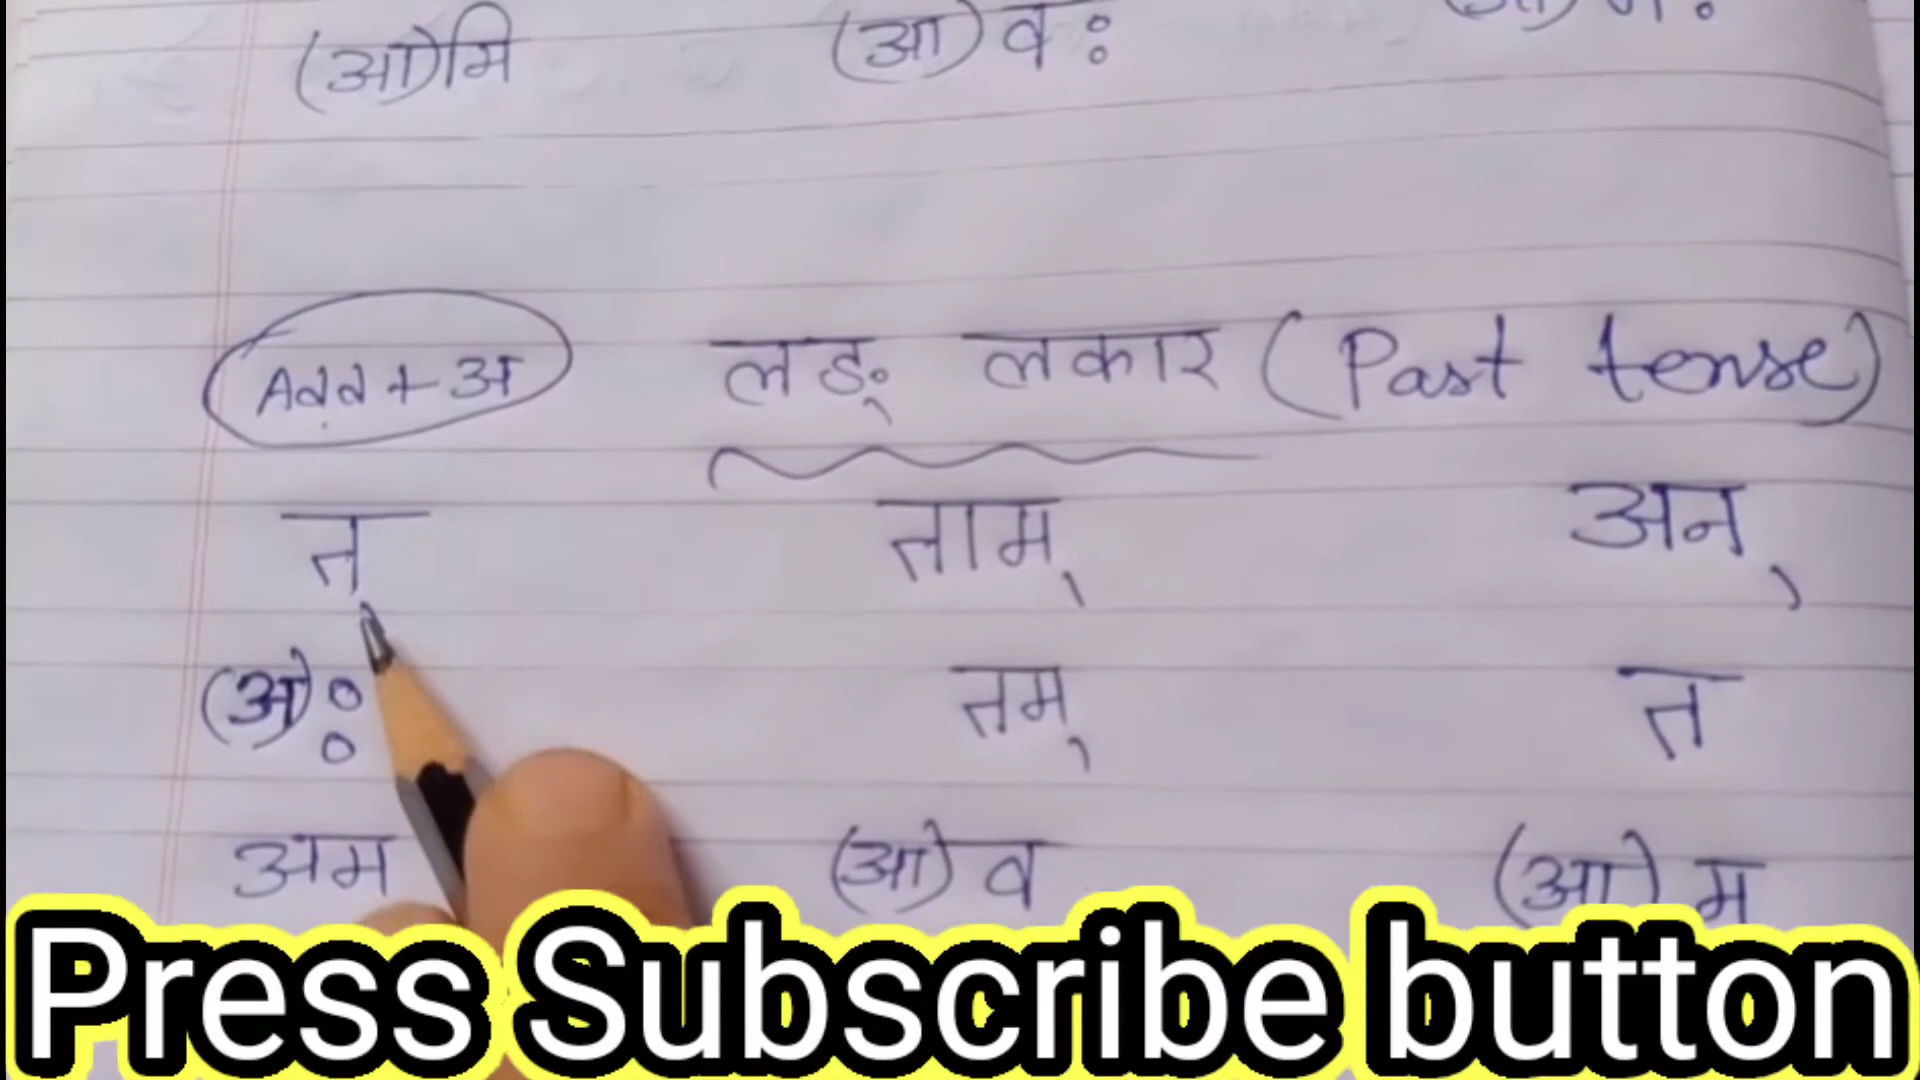 (आ)मि (आ)वः
Add + अ लङ् लकार (Past tense)
त ताम् अन्
(अ): तम् त
अम (आ)व (आ)म
Press Subscribe button